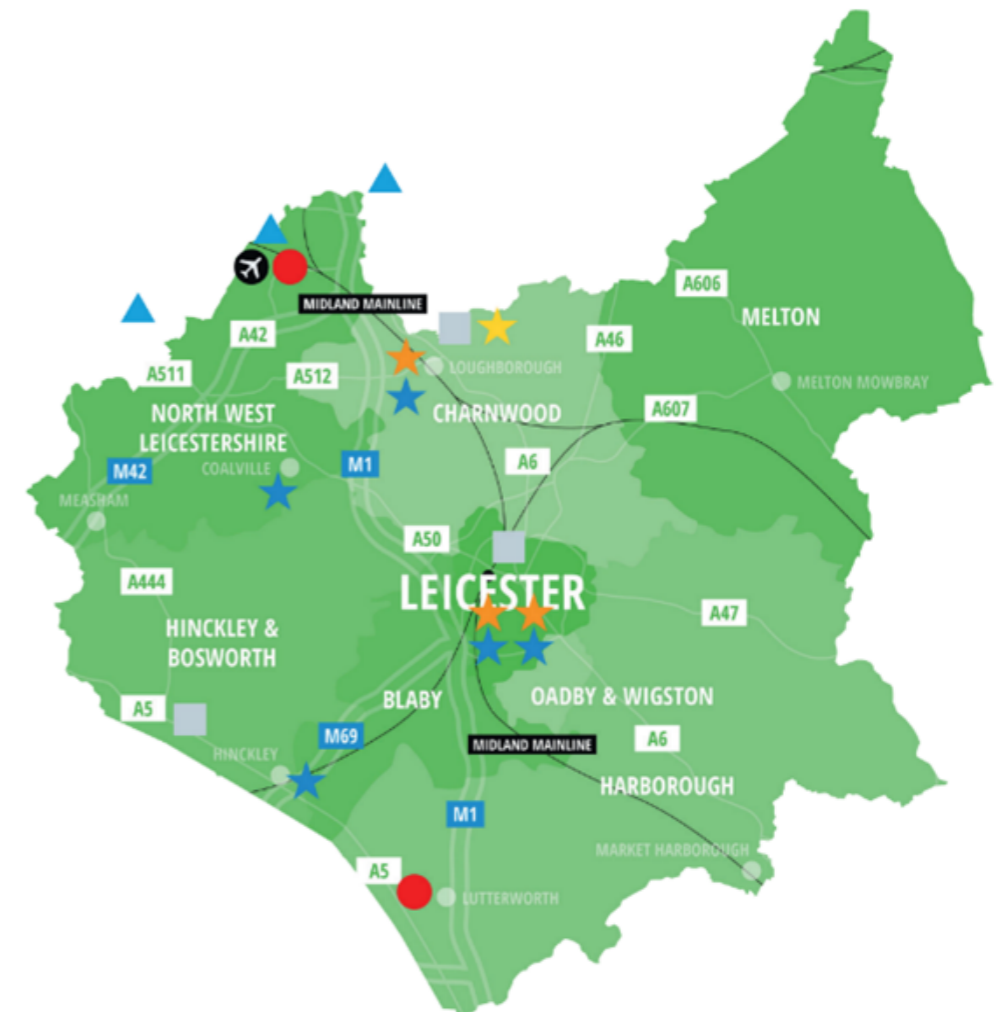 A606
MIDLAND MAINLINE
MELTON
A42
A46
LOUGHBOROUGH
A511
A512
MELTON MOWBRAY
A607
NORTH WEST
LEICESTERSHIRE
CHARNWOOD
M42
COALVILLE
M1
A6
MEASHAM
A50
A444
LEICESTER
A47
HINCKLEY &
BOSWORTH
BLABY
OADBY & WIGSTON
A5
M69
A6
HINCKLEY
MIDLAND MAINLINE
HARBOROUGH
M1
MARKET HARBOROUGH
A5
LUTTERWORTH